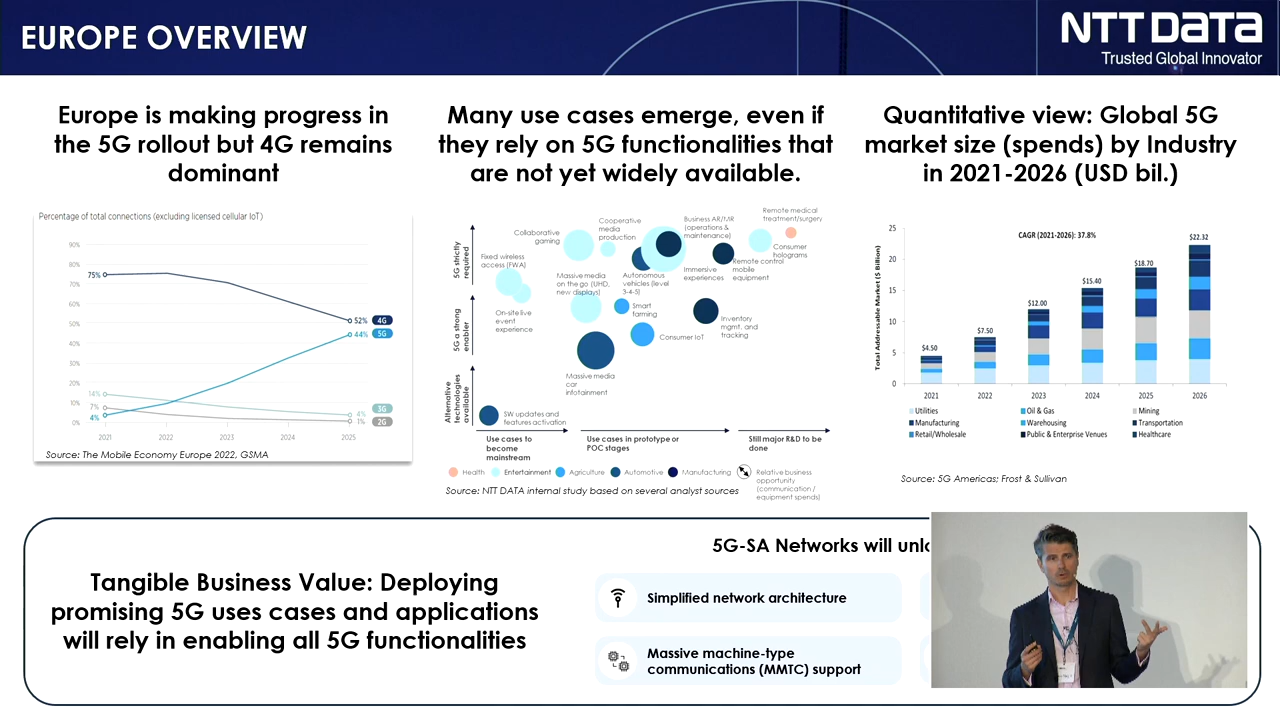 EUROPE OVERVIEW
NTT DATA
Trusted Global Innovator
Europe is making progress in
the 5G rollout but 4G remains
dominant
Percentage of total connections (excluding licensed cellular IoT)
90%
80%
70%
60%
50%
40%
30%
20%
10%
0%
75%
14%
7%
4%
52% 4G
44% 5G
4% 3G
1% 2G
2021 2022 2023 2024 2025
Source: The Mobile Economy Europe 2022, GSMA
Many use cases emerge, even if
they rely on 5G functionalities that
are not yet widely available.
5G strictly
required
5G a strong
enabler
Alternative
technologies
available
Fixed wireless
access (FWA)
On-site live
event
experience
Collaborative
gaming
Cooperative
media
production
Massive media
on the go (UHD,
new displays)
Autonomous
vehicles (level
3-4-5)
Business AR/MR
(operations &
maintenance)
Immersive
experiences
Remote control
mobile
equipment
Remote medical
treatment/surgery
Consumer
holograms
Smart
farming
Consumer IoT
Inventory
mgmt. and
tracking
Massive media
car
infotainment
SW updates and
features activation
Use cases to
become
mainstream
Use cases in prototype or
POC stages
Still major R&D to be
done
Health Entertainment Agriculture Automotive Manufacturing
Relative business
opportunity
(communication /
equipment spends)
Source: NTT DATA internal study based on several analyst sources
Quantitative view: Global 5G
market size (spends) by Industry
in 2021-2026 (USD bil.)
CAGR (2021-2026): 37.8%
Total Addressable Market ($ Billion)
25
20
15
10
5
0
$4.50
$7.50
$12.00
$15.40
$18.70
$22.32
2021 2022 2023 2024 2025 2026
Utilities Oil & Gas Mining
Manufacturing Warehousing Transportation
Retail/Wholesale Public & Enterprise Venues Healthcare
Source: 5G Americas; Frost & Sullivan
Tangible Business Value: Deploying
promising 5G uses cases and applications
will rely in enabling all 5G functionalities
5G-SA Networks will
Simplified network architecture
Massive machine-type
communications (MMTC) support